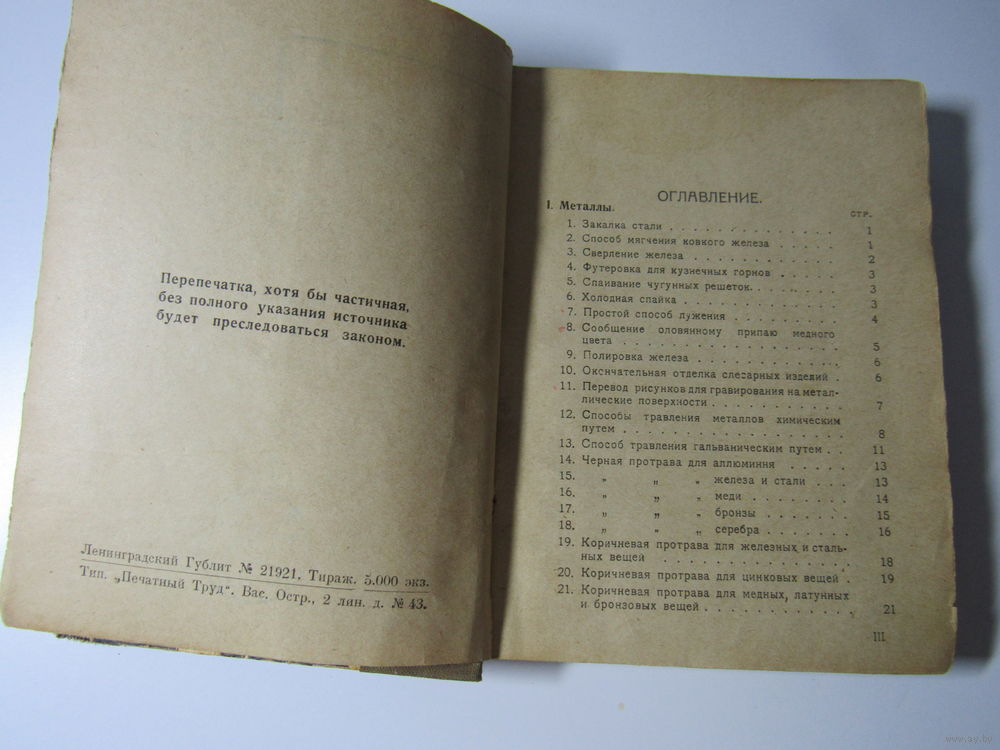 Перепечатка, хотя бы частичная,
без полного указания источника
будет преследоваться законом.
Ленинградский Гублит № 21921. Тираж. 5.000 экз.
Тип. „Печатный Труд“. Вас. Остр., 2 лин. д. № 43.
ОГЛАВЛЕНИЕ.
СТР.
I. Металлы.
1. Закалка стали . . . . . . . . . . . . 1
2. Способ мягчения ковкого железа . . . . . 1
3. Сверление железа . . . . . . . . . . . 2
4. Футеровка для кузнечных горнов . . . . . 3
5. Спаивание чугунных решеток. . . . . . . 3
6. Холодная спайка . . . . . . . . . . . 3
7. Простой способ лужения . . . . . . . . 4
8. Сообщение оловянному припаю медного
цвета . . . . . . . . . . . . . . . . 5
9. Полировка железа . . . . . . . . . . . 6
10. Окончательная отделка слесарных изделий . 6
11. Перевод рисунков для гравирования на метал-
лические поверхности . . . . . . . . . . 7
12. Способы травления металлов химическим
путем . . . . . . . . . . . . . . . . 8
13. Способ травления гальваническим путем . . 11
14. Черная протрава для аллюминия . . . . . 13
15. „ „ „ железа и стали . . . 13
16. „ „ „ меди . . . . . . . . 14
17. „ „ „ бронзы . . . . . . . 15
18. „ „ „ серебра . . . . . . . 16
19. Коричневая протрава для железных и сталь-
ных вещей . . . . . . . . . . . . . . 18
20. Коричневая протрава для цинковых вещей . 19
21. Коричневая протрава для медных, латунных
и бронзовых вещей . . . . . . . . . . . . 21
III
www.ay.by